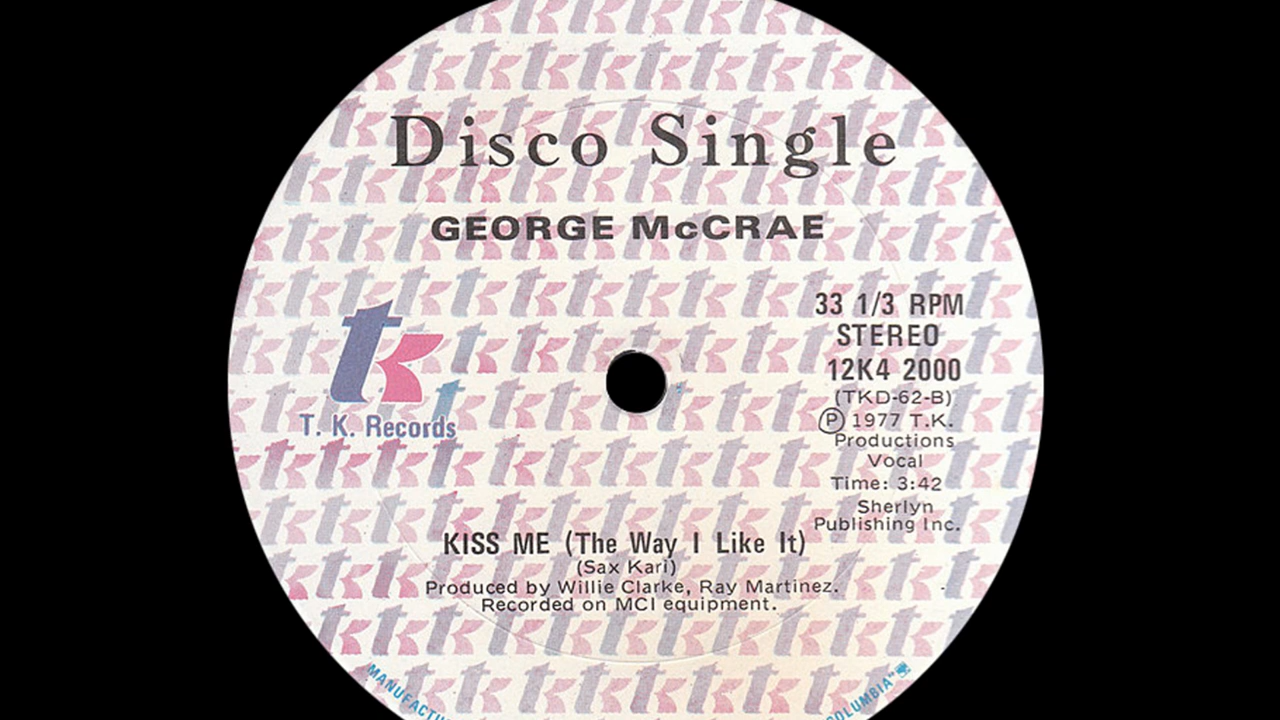 Disco Single
GEORGE McCRAE
tk
T. K. Records
33 1/3 RPM
STEREO
12K4 2000
(TKD-62-B)
Ⓟ 1977 T.K.
Productions
Vocal
Time: 3:42
Sherlyn
Publishing Inc.
KISS ME (The Way I Like It)
(Sax Kari)
Produced by Willie Clarke, Ray Martinez.
Recorded on MCI equipment.